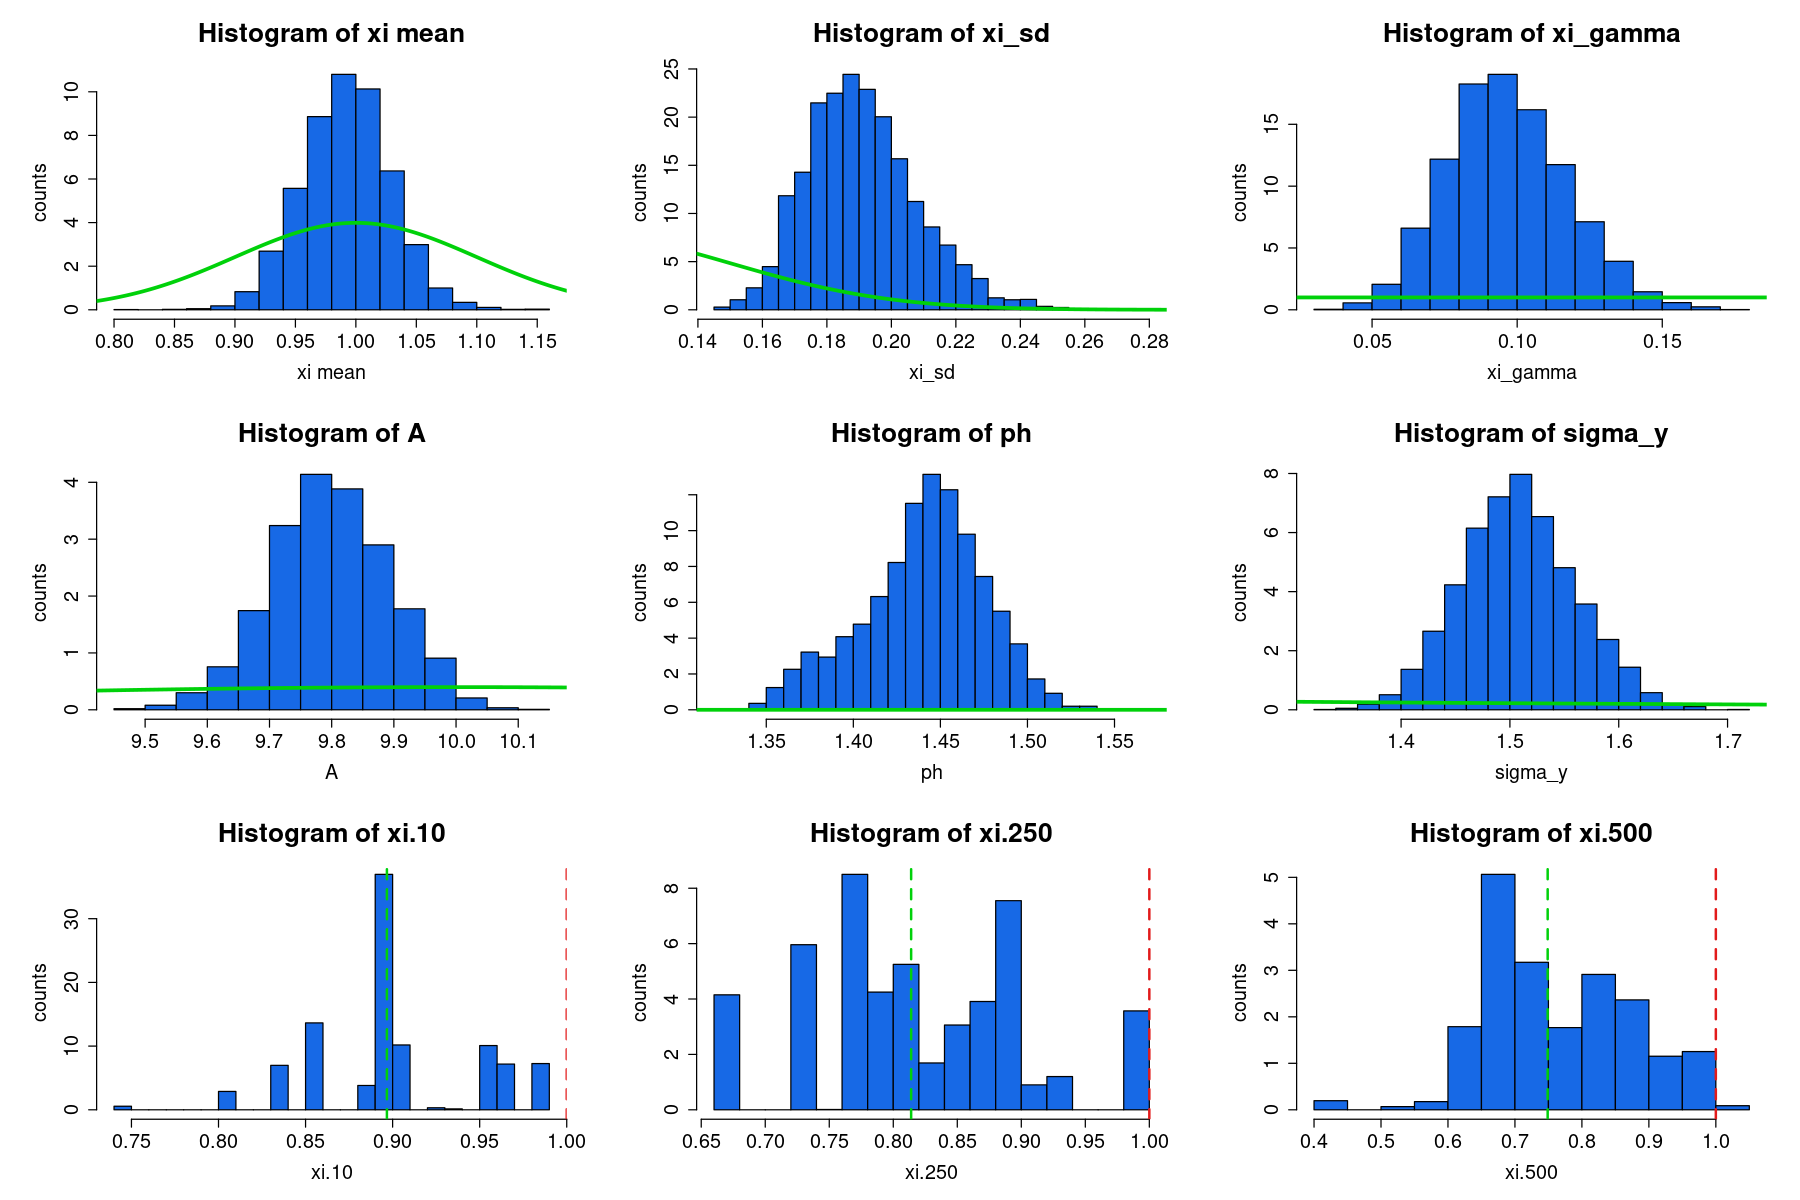 Histogram of xi mean
counts
0 2 4 6 8 10
0.80 0.85 0.90 0.95 1.00 1.05 1.10 1.15
xi mean
Histogram of xi_sd
counts
0 5 10 15 20 25
0.14 0.16 0.18 0.20 0.22 0.24 0.26 0.28
xi_sd
Histogram of xi_gamma
counts
0 5 10 15
0.05 0.10 0.15
xi_gamma
Histogram of A
counts
0 1 2 3 4
9.5 9.6 9.7 9.8 9.9 10.0 10.1
A
Histogram of ph
counts
0 2 4 6 8 10
1.35 1.40 1.45 1.50 1.55
ph
Histogram of sigma_y
counts
0 2 4 6 8
1.4 1.5 1.6 1.7
sigma_y
Histogram of xi.10
counts
0 10 20 30
0.75 0.80 0.85 0.90 0.95 1.00
xi.10
Histogram of xi.250
counts
0 2 4 6 8
0.65 0.70 0.75 0.80 0.85 0.90 0.95 1.00
xi.250
Histogram of xi.500
counts
0 1 2 3 4 5
0.4 0.5 0.6 0.7 0.8 0.9 1.0
xi.500